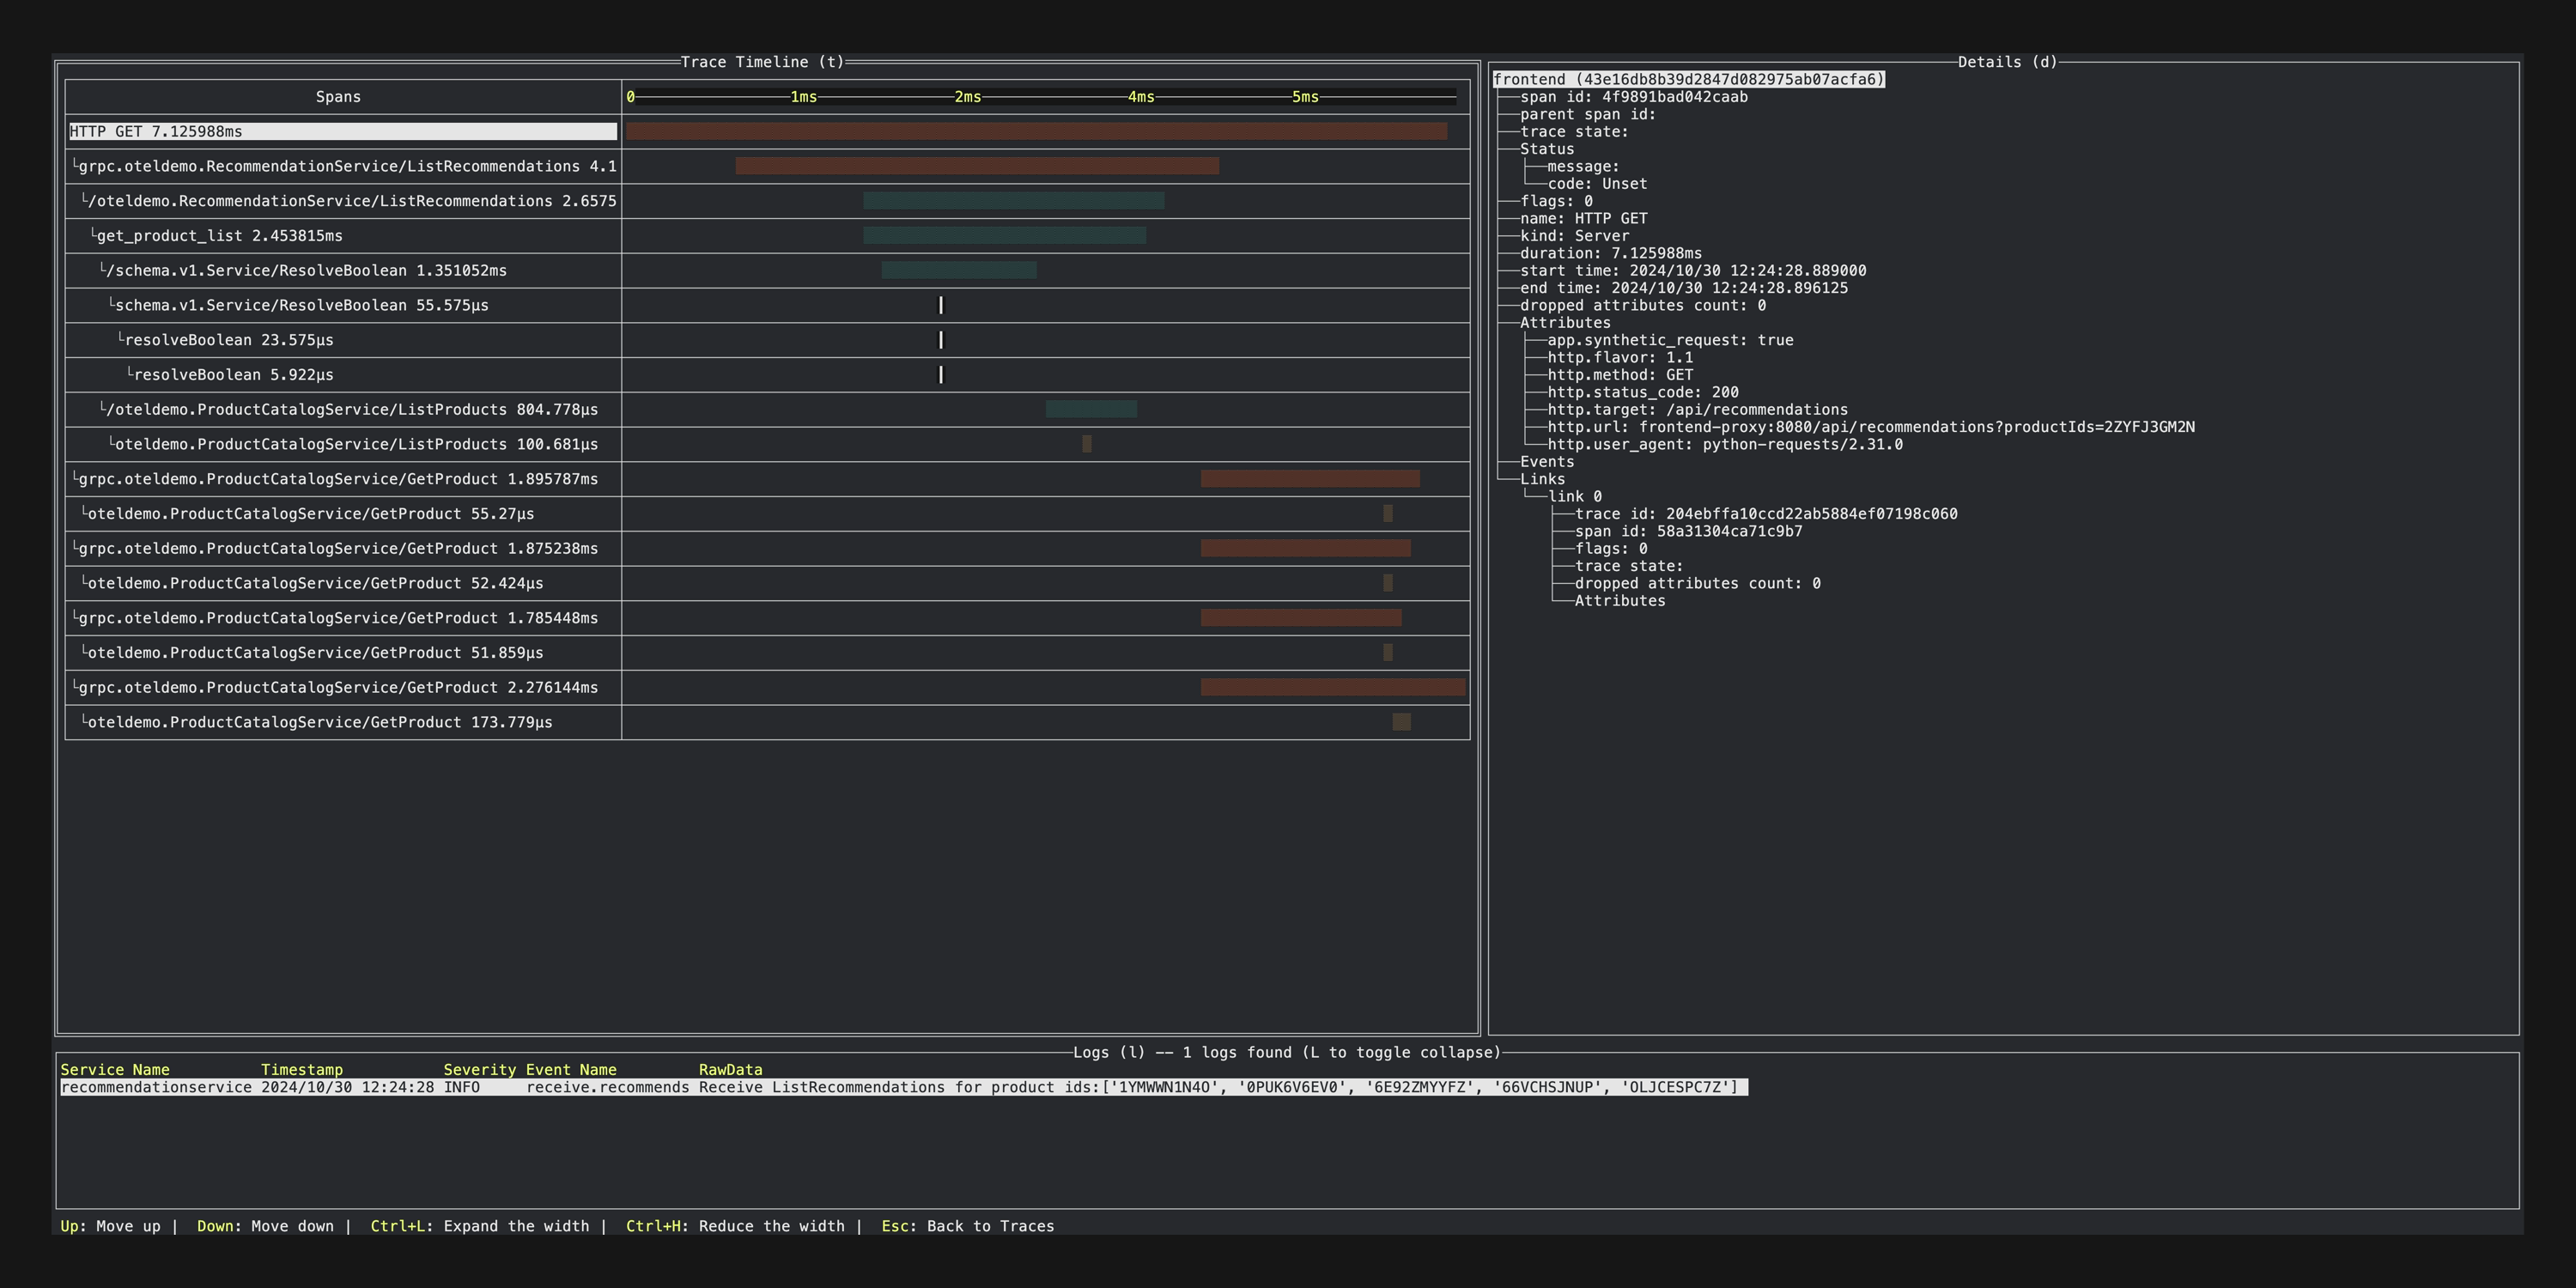 Trace Timeline (t)
Spans
0 1ms 2ms 4ms 5ms
HTTP GET 7.125988ms
grpc.oteldemo.RecommendationService/ListRecommendations 4.1
/oteldemo.RecommendationService/ListRecommendations 2.6575
get_product_list 2.453815ms
/schema.v1.Service/ResolveBoolean 1.351052ms
schema.v1.Service/ResolveBoolean 55.575µs
resolveBoolean 23.575µs
resolveBoolean 5.922µs
/oteldemo.ProductCatalogService/ListProducts 804.778µs
oteldemo.ProductCatalogService/ListProducts 100.681µs
grpc.oteldemo.ProductCatalogService/GetProduct 1.895787ms
oteldemo.ProductCatalogService/GetProduct 55.27µs
grpc.oteldemo.ProductCatalogService/GetProduct 1.875238ms
oteldemo.ProductCatalogService/GetProduct 52.424µs
grpc.oteldemo.ProductCatalogService/GetProduct 1.785448ms
oteldemo.ProductCatalogService/GetProduct 51.859µs
grpc.oteldemo.ProductCatalogService/GetProduct 2.276144ms
oteldemo.ProductCatalogService/GetProduct 173.779µs
Details (d)
frontend (43e16db8b39d2847d082975ab07acfa6)
span id: 4f9891bad042caab
parent span id:
trace state:
Status
message:
code: Unset
flags: 0
name: HTTP GET
kind: Server
duration: 7.125988ms
start time: 2024/10/30 12:24:28.889000
end time: 2024/10/30 12:24:28.896125
dropped attributes count: 0
Attributes
app.synthetic_request: true
http.flavor: 1.1
http.method: GET
http.status_code: 200
http.target: /api/recommendations
http.url: frontend-proxy:8080/api/recommendations?productIds=2ZYFJ3GM2N
http.user_agent: python-requests/2.31.0
Events
Links
link 0
trace id: 204ebffa10ccd22ab5884ef07198c060
span id: 58a31304ca71c9b7
flags: 0
trace state:
dropped attributes count: 0
Attributes
Logs (l) -- 1 logs found (L to toggle collapse)
Service Name Timestamp Severity Event Name RawData
recommendationservice 2024/10/30 12:24:28 INFO receive.recommends Receive ListRecommendations for product ids:['1YMWWN1N4O', '0PUK6V6EV0', '6E92ZMYYFZ', '66VCHSJNUP', 'OLJCESPC7Z']
Up: Move up | Down: Move down | Ctrl+L: Expand the width | Ctrl+H: Reduce the width | Esc: Back to Traces